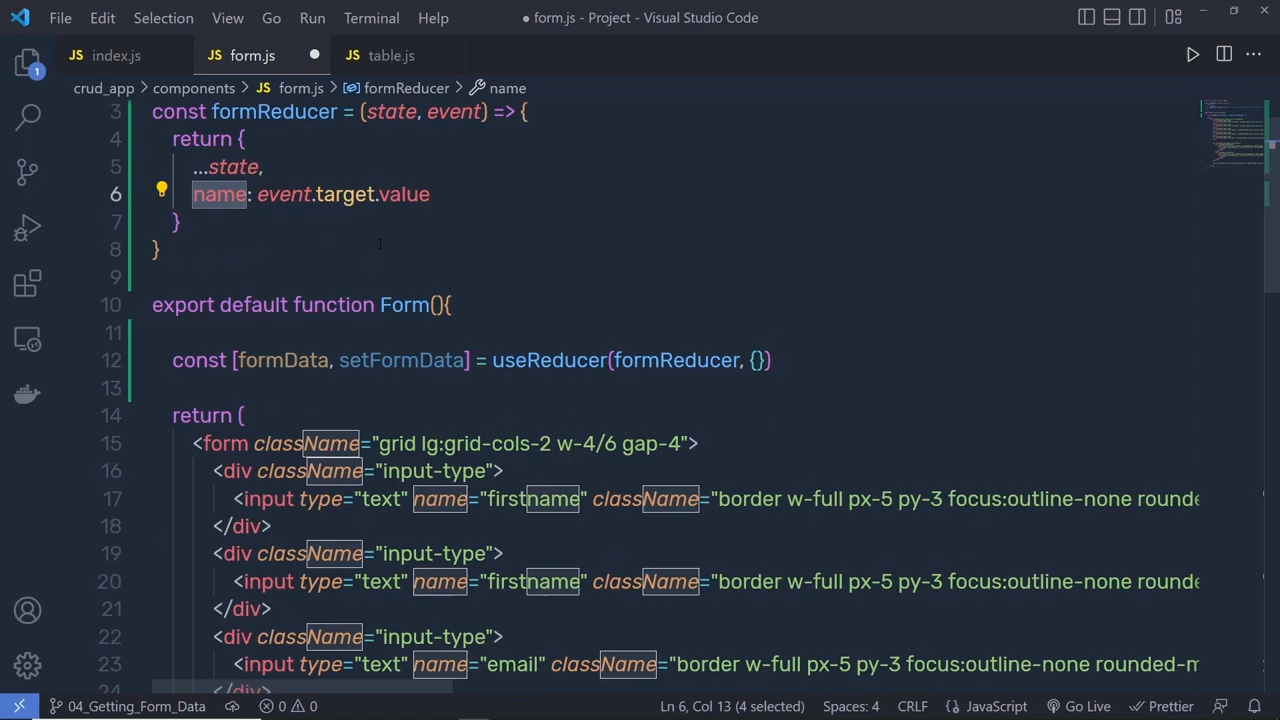 File Edit Selection View Go Run Terminal Help ● form.js - Project - Visual Studio Code
JS index.js JS form.js JS table.js
crud_app > components > JS form.js > formReducer > name
3 const formReducer = (state, event) => {
4 return {
5 ...state,
6 name: event.target.value
7 }
8 }
9
10 export default function Form(){
11
12 const [formData, setFormData] = useReducer(formReducer, {})
13
14 return (
15 <form className="grid lg:grid-cols-2 w-4/6 gap-4">
16 <div className="input-type">
17 <input type="text" name="firstname" className="border w-full px-5 py-3 focus:outline-none rounde
18 </div>
19 <div className="input-type">
20 <input type="text" name="firstname" className="border w-full px-5 py-3 focus:outline-none rounde
21 </div>
22 <div className="input-type">
23 <input type="text" name="email" className="border w-full px-5 py-3 focus:outline-none rounded-m
24 </div>
1
04_Getting_Form_Data 0 0 Ln 6, Col 13 (4 selected) Spaces: 4 CRLF {} JavaScript Go Live Prettier